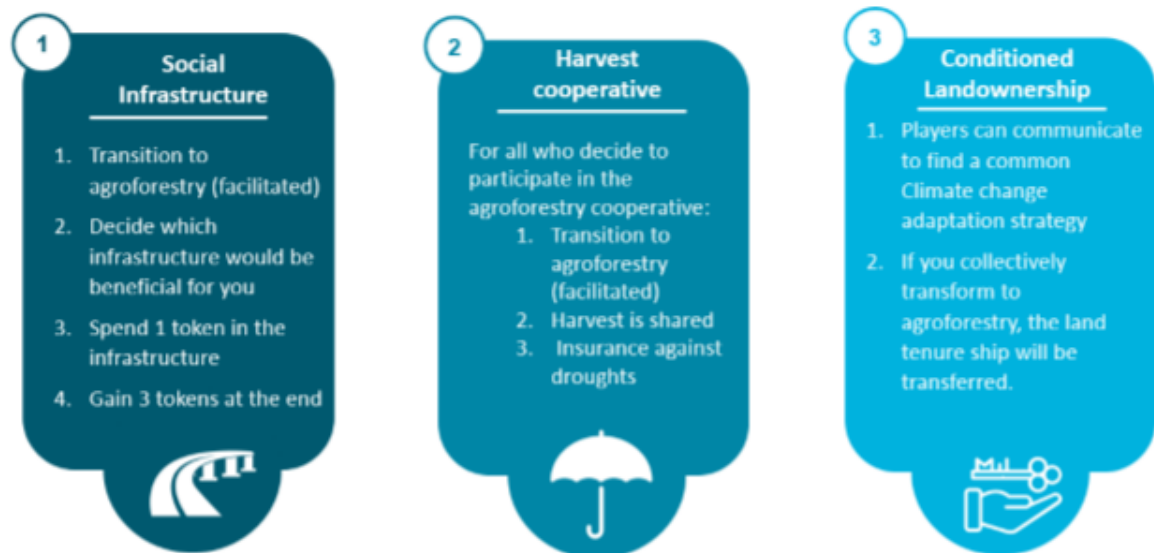 1
Social
Infrastructure
1. Transition to
agroforestry (facilitated)
2. Decide which
infrastructure would be
beneficial for you
3. Spend 1 token in the
infrastructure
4. Gain 3 tokens at the end
2
Harvest
cooperative
For all who decide to
participate in the
agroforestry cooperative:
1. Transition to
agroforestry
(facilitated)
2. Harvest is shared
3. Insurance against
droughts
3
Conditioned
Landownership
1. Players can communicate
to find a common
Climate change
adaptation strategy
2. If you collectively
transform to
agroforestry, the land
tenure ship will be
transferred.